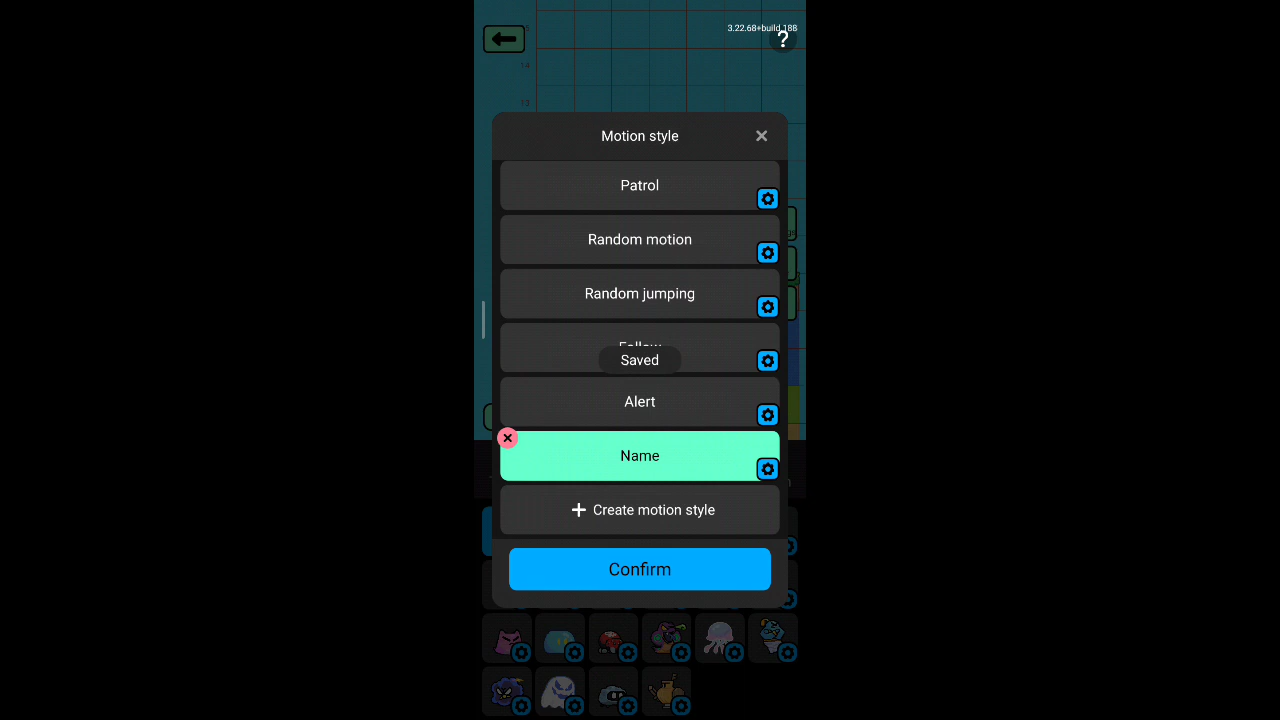 3.22.68+build.188
?
14
13
Motion style
Patrol
Random motion
Random jumping
Follow
Saved
Alert
Name
Create motion style
Confirm